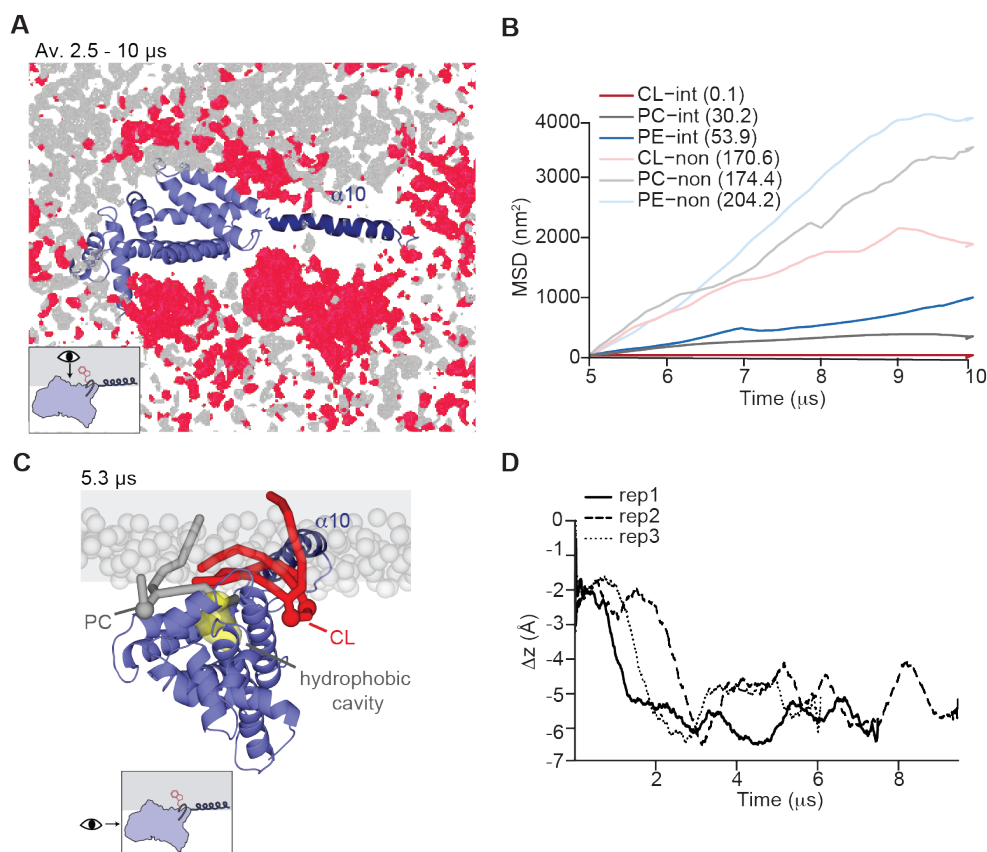 A
Av. 2.5 - 10 µs
α10
B
CL−int (0.1)
PC−int (30.2)
PE−int (53.9)
CL−non (170.6)
PC−non (174.4)
PE−non (204.2)
MSD (nm²)
4000
3000
2000
1000
0
5
6
7
8
9
10
Time (µs)
C
5.3 µs
α10
PC
CL
hydrophobic
cavity
D
rep1
rep2
rep3
Δz (Å)
0
-1
-2
-3
-4
-5
-6
-7
2
4
6
8
Time (µs)